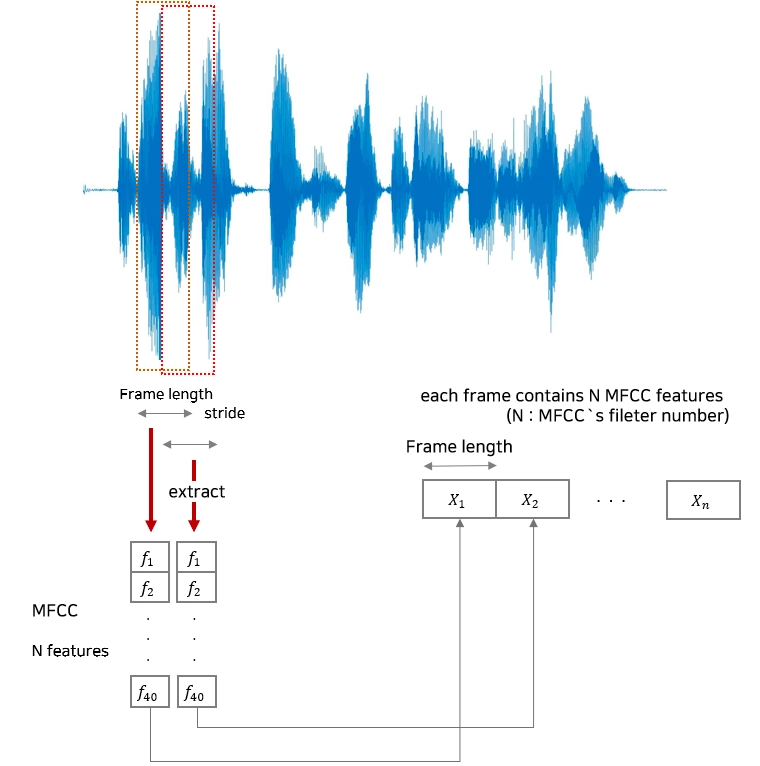 Frame length
stride
each frame contains N MFCC features
(N : MFCC`s fileter number)
Frame length
X1 X2 . . . Xn
extract
f1 f1
f2 f2
MFCC
N features
f40 f40